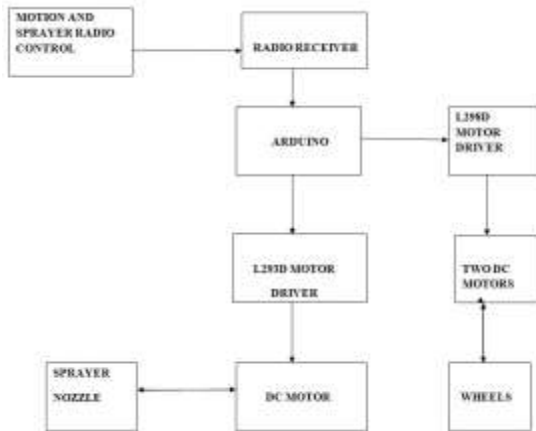 MOTION AND
SPRAYER RADIO
CONTROL
RADIO RECEIVER
ARDUINO
L298D
MOTOR
DRIVER
L293D MOTOR
DRIVER
TWO DC
MOTORS
SPRAYER
NOZZLE
DC MOTOR
WHEELS